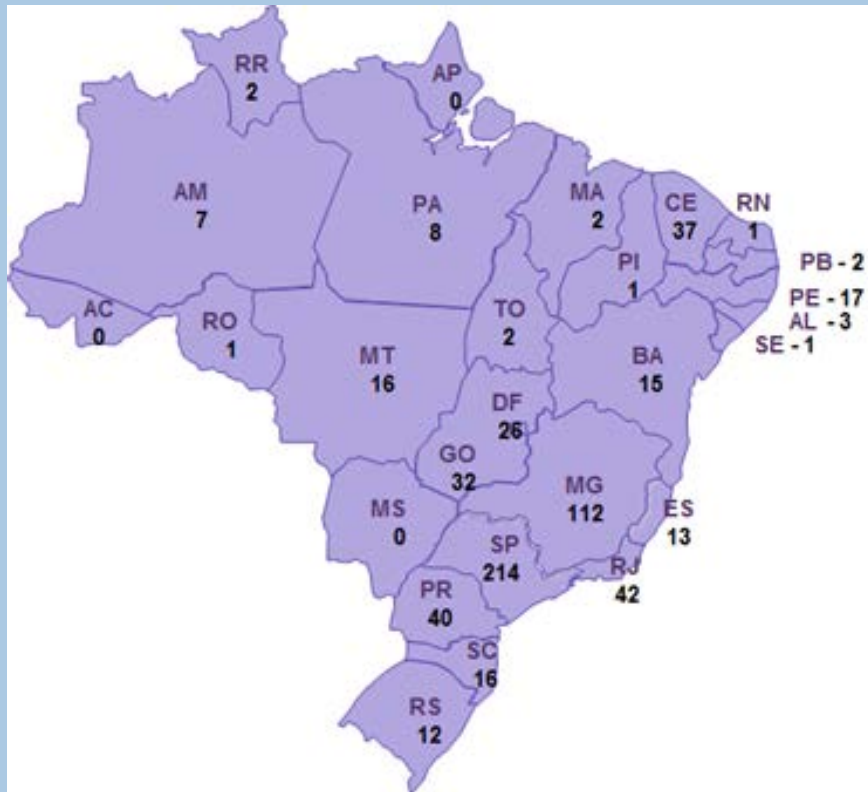 RR
2
AP
0
AM
7
PA
8
MA
2
CE
37
RN
1
PI
1
PB - 2
PE - 17
AL - 3
SE - 1
AC
0
RO
1
TO
2
MT
16
BA
15
DF
26
GO
32
MG
112
ES
13
MS
0
SP
214
RJ
42
PR
40
SC
16
RS
12